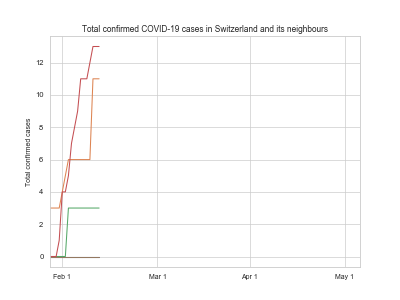 Total confirmed COVID-19 cases in Switzerland and its neighbours
Total confirmed cases
12
10
8
6
4
2
0
Feb 1
Mar 1
Apr 1
May 1